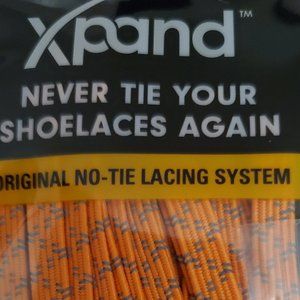 xpand™
NEVER TIE YOUR
SHOELACES AGAIN
ORIGINAL NO-TIE LACING SYSTEM